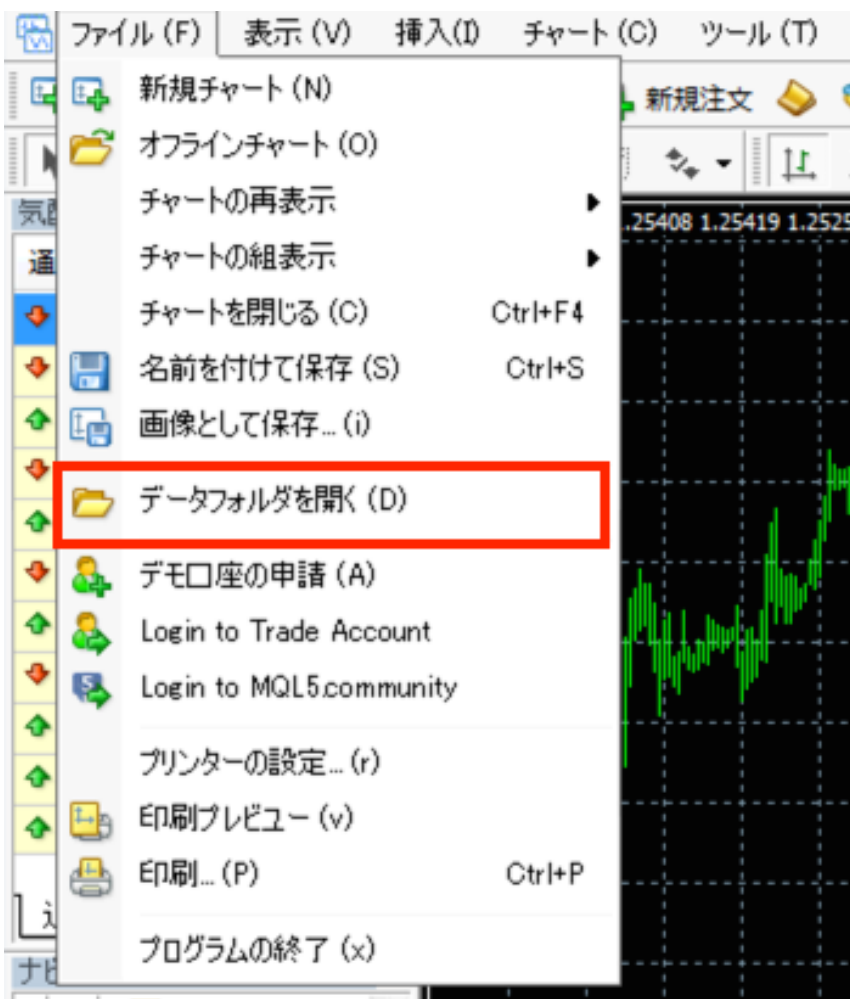 ファイル (F) 表示 (V) 挿入(I) チャート (C) ツール (T)
新規チャート (N)
新規注文
オフラインチャート (O)
チャートの再表示
1.25408 1.25419 1.2525
通
チャートの組表示
チャートを閉じる (C) Ctrl+F4
名前を付けて保存 (S) Ctrl+S
画像として保存... (i)
データフォルダを開く (D)
デモ口座の申請 (A)
Login to Trade Account
Login to MQL5.community
プリンターの設定... (r)
印刷プレビュー (v)
印刷... (P) Ctrl+P
プログラムの終了 (x)
ナビ